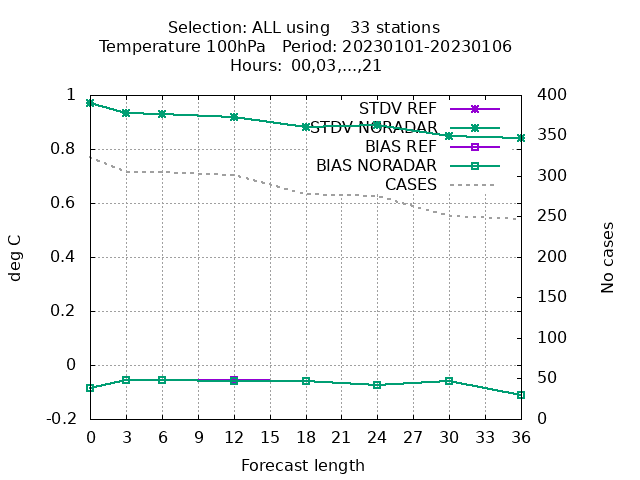 Selection: ALL using    33 stations
Temperature 100hPa   Period: 20230101-20230106
Hours:  00,03,...,21
1
0.8
0.6
0.4
0.2
0
-0.2
deg C
STDV REF
STDV NORADAR
BIAS REF
BIAS NORADAR
CASES
400
350
300
250
200
150
100
50
0
No cases
0 3 6 9 12 15 18 21 24 27 30 33 36
Forecast length